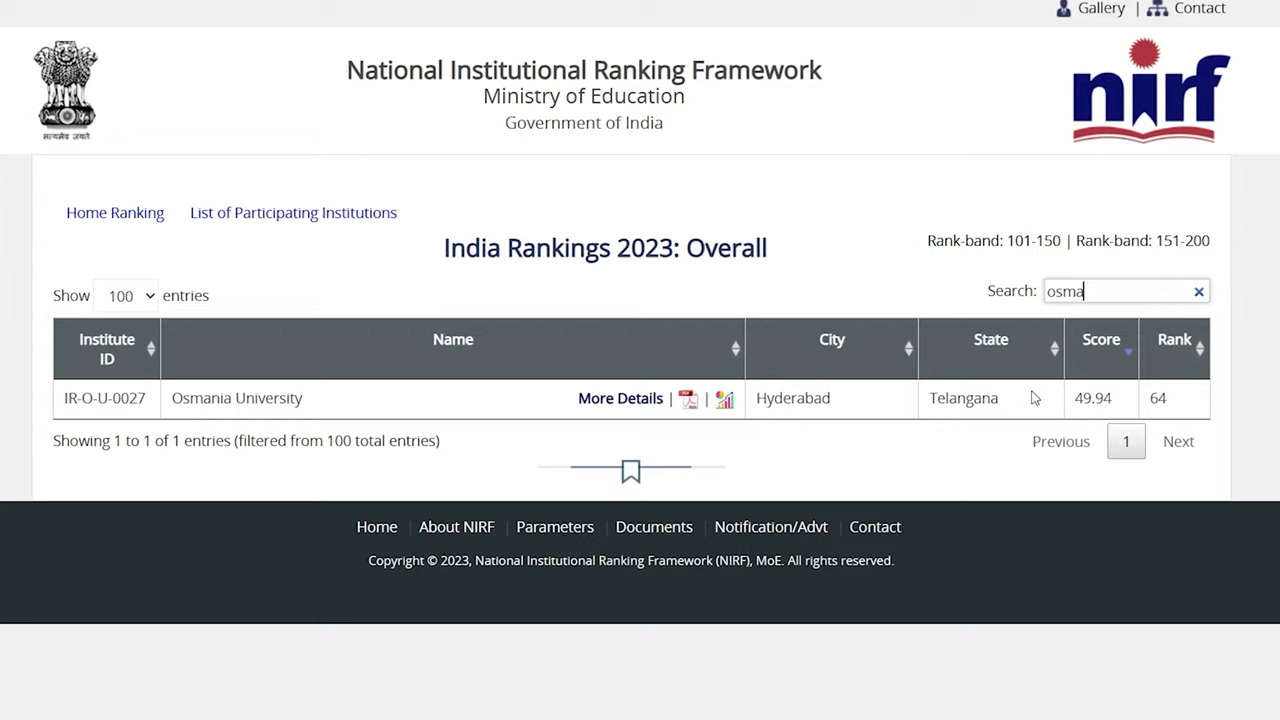 Gallery | Contact
National Institutional Ranking Framework
Ministry of Education
Government of India
सत्यमेव जयते
nirf
Home Ranking List of Participating Institutions
India Rankings 2023: Overall
Rank-band: 101-150 | Rank-band: 151-200
Show 100 entries
Search: osma
Institute ID Name City State Score Rank
IR-O-U-0027 Osmania University More Details | | Hyderabad Telangana 49.94 64
Showing 1 to 1 of 1 entries (filtered from 100 total entries)
Previous 1 Next
Home | About NIRF | Parameters | Documents | Notification/Advt | Contact
Copyright © 2023, National Institutional Ranking Framework (NIRF), MoE. All rights reserved.